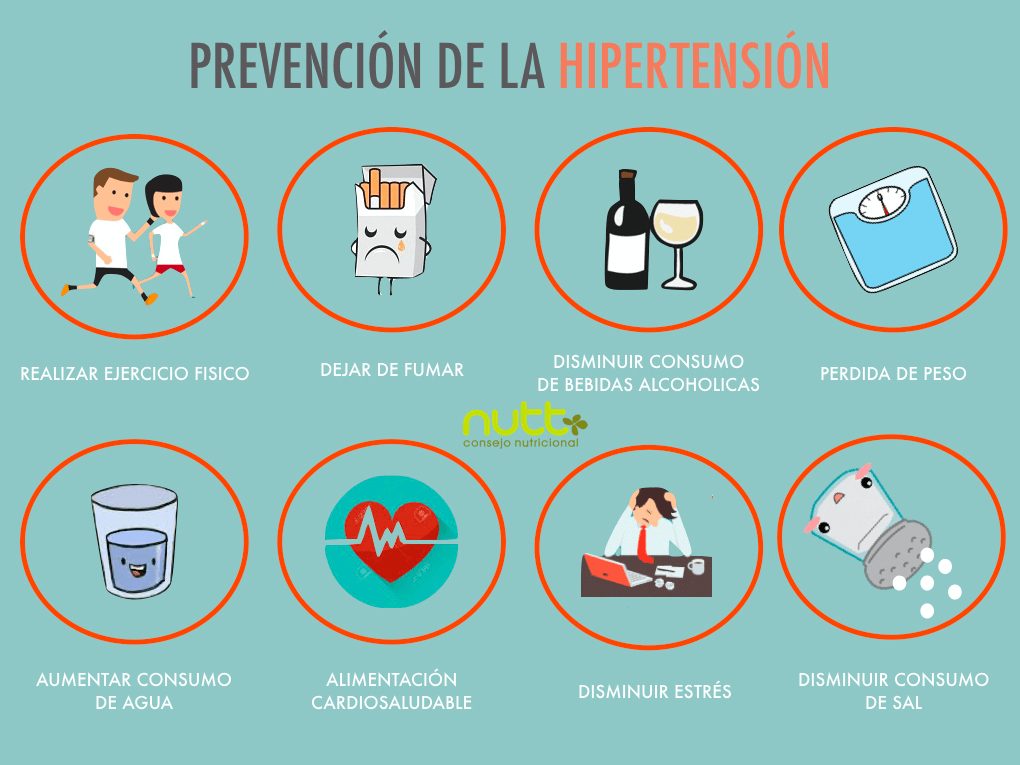 PREVENCIÓN DE LA HIPERTENSIÓN
REALIZAR EJERCICIO FISICO
DEJAR DE FUMAR
DISMINUIR CONSUMO
DE BEBIDAS ALCOHOLICAS
PERDIDA DE PESO
nutt
consejo nutricional
AUMENTAR CONSUMO
DE AGUA
ALIMENTACIÓN
CARDIOSALUDABLE
DISMINUIR ESTRÉS
DISMINUIR CONSUMO
DE SAL